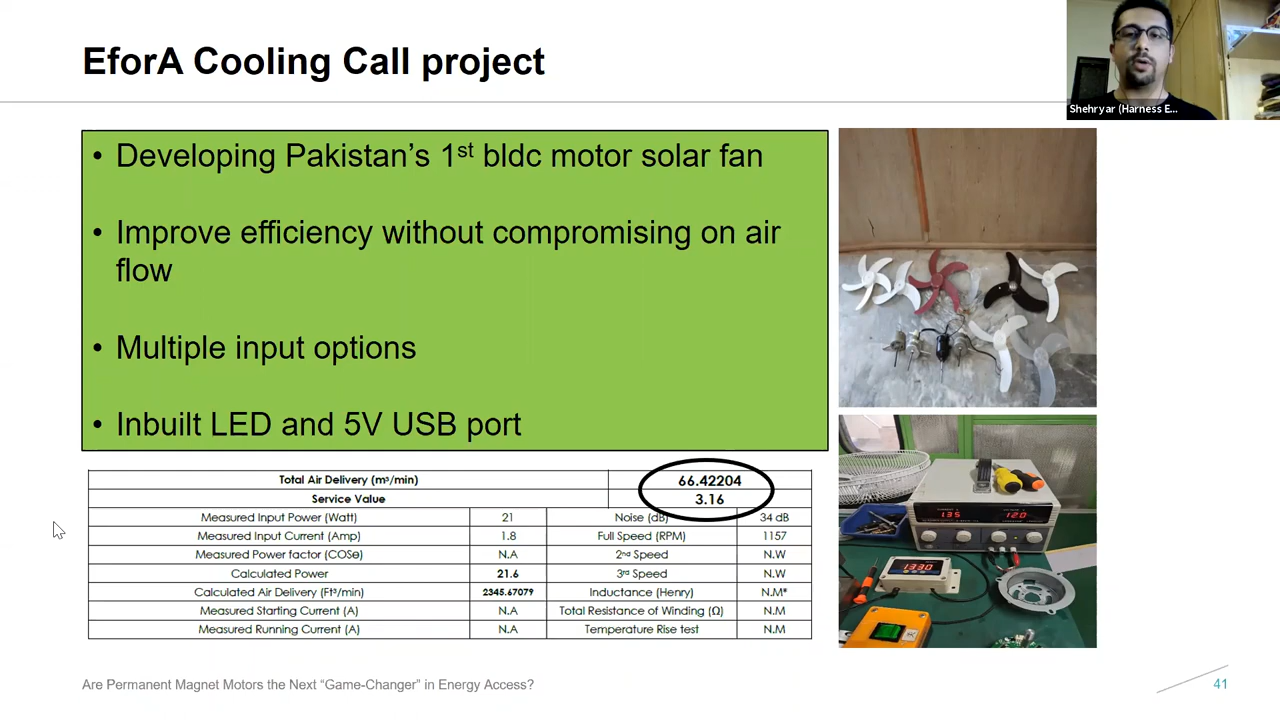 EforA Cooling Call project
Shehryar (Harness E...
• Developing Pakistan's 1st bldc motor solar fan
• Improve efficiency without compromising on air
flow
• Multiple input options
• Inbuilt LED and 5V USB port
Total Air Delivery (m³/min) 66.42204
Service Value 3.16
Measured Input Power (Watt) 21 Noise (dB) 34 dB
Measured Input Current (Amp) 1.8 Full Speed (RPM) 1157
Measured Power factor (COSɵ) N.A 2nd Speed N.W
Calculated Power 21.6 3rd Speed N.W
Calculated Air Delivery (Ft³/min) 2345.67079 Inductance (Henry) N.M*
Measured Starting Current (A) N.A Total Resistance of Winding (Ω) N.M
Measured Running Current (A) N.A Temperature Rise test N.M
135 120
1330
Are Permanent Magnet Motors the Next “Game-Changer” in Energy Access?
41